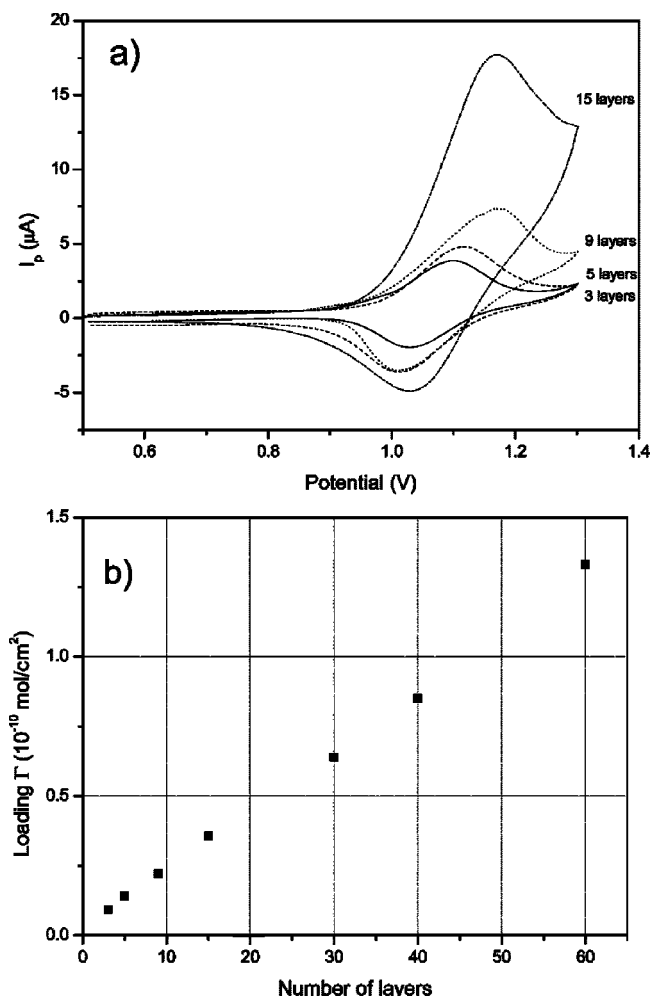 a)
20
15
10
5
0
-5
I_p (μA)
15 layers
9 layers
5 layers
3 layers
0.6 0.8 1.0 1.2 1.4
Potential (V)
b)
1.5
1.0
0.5
0.0
Loading Γ (10^-10 mol/cm^2)
0 10 20 30 40 50 60
Number of layers